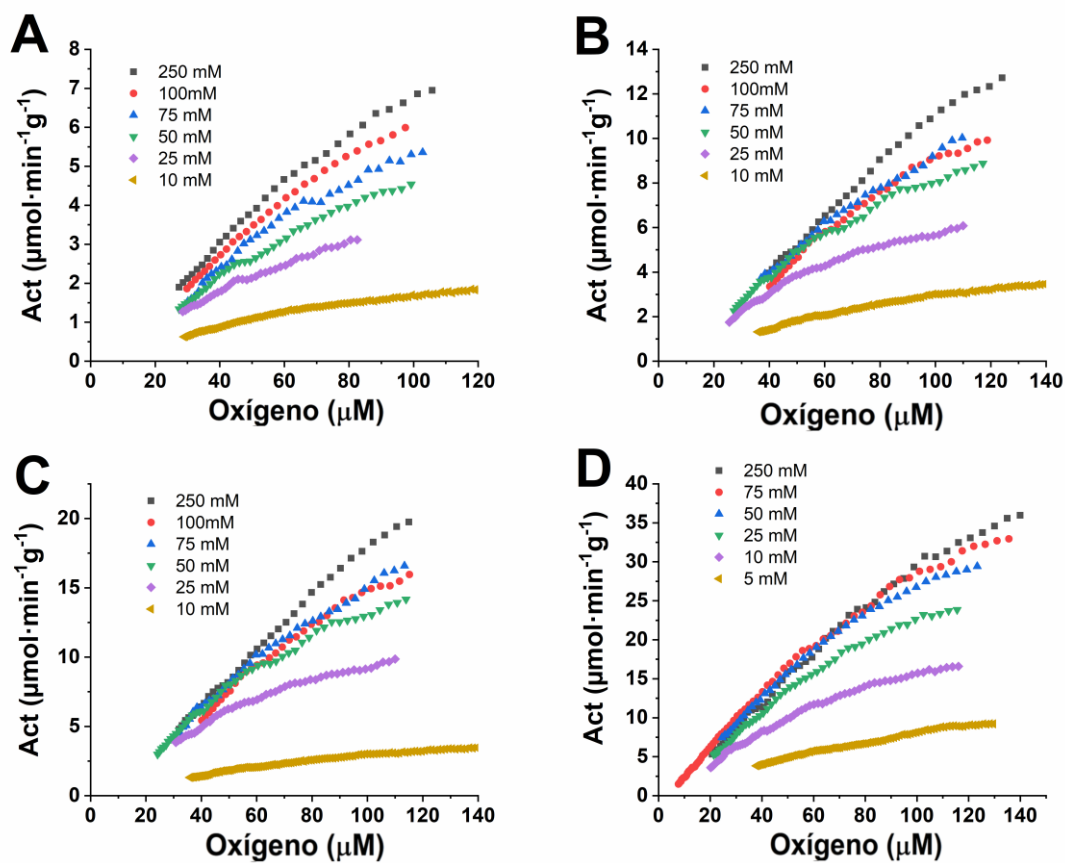 A
8
7
6
5
4
3
2
1
0
Act (μmol·min⁻¹g⁻¹)
250 mM
100mM
75 mM
50 mM
25 mM
10 mM
0 20 40 60 80 100 120
Oxígeno (μM)
B
14
12
10
8
6
4
2
0
Act (μmol·min⁻¹g⁻¹)
250 mM
100mM
75 mM
50 mM
25 mM
10 mM
0 20 40 60 80 100 120 140
Oxígeno (μM)
C
20
15
10
5
0
Act (μmol·min⁻¹g⁻¹)
250 mM
100mM
75 mM
50 mM
25 mM
10 mM
0 20 40 60 80 100 120 140
Oxígeno (μM)
D
40
35
30
25
20
15
10
5
0
Act (μmol·min⁻¹g⁻¹)
250 mM
75 mM
50 mM
25 mM
10 mM
5 mM
0 20 40 60 80 100 120 140
Oxígeno (μM)